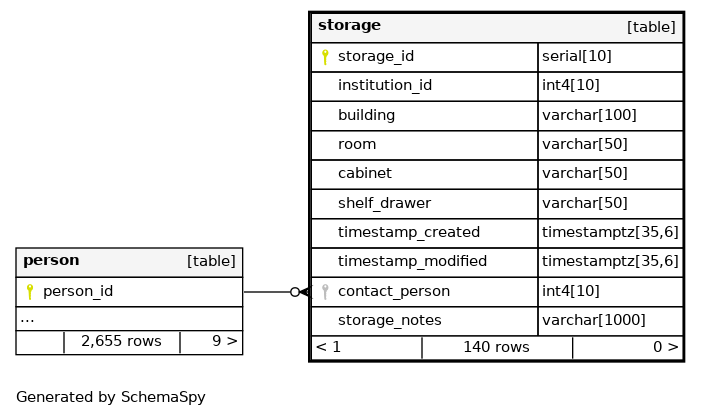 storage [table]
storage_id serial[10]
institution_id int4[10]
building varchar[100]
room varchar[50]
cabinet varchar[50]
shelf_drawer varchar[50]
timestamp_created timestamptz[35,6]
timestamp_modified timestamptz[35,6]
contact_person int4[10]
storage_notes varchar[1000]
< 1 140 rows 0 >
person [table]
person_id
...
2,655 rows 9 >
Generated by SchemaSpy